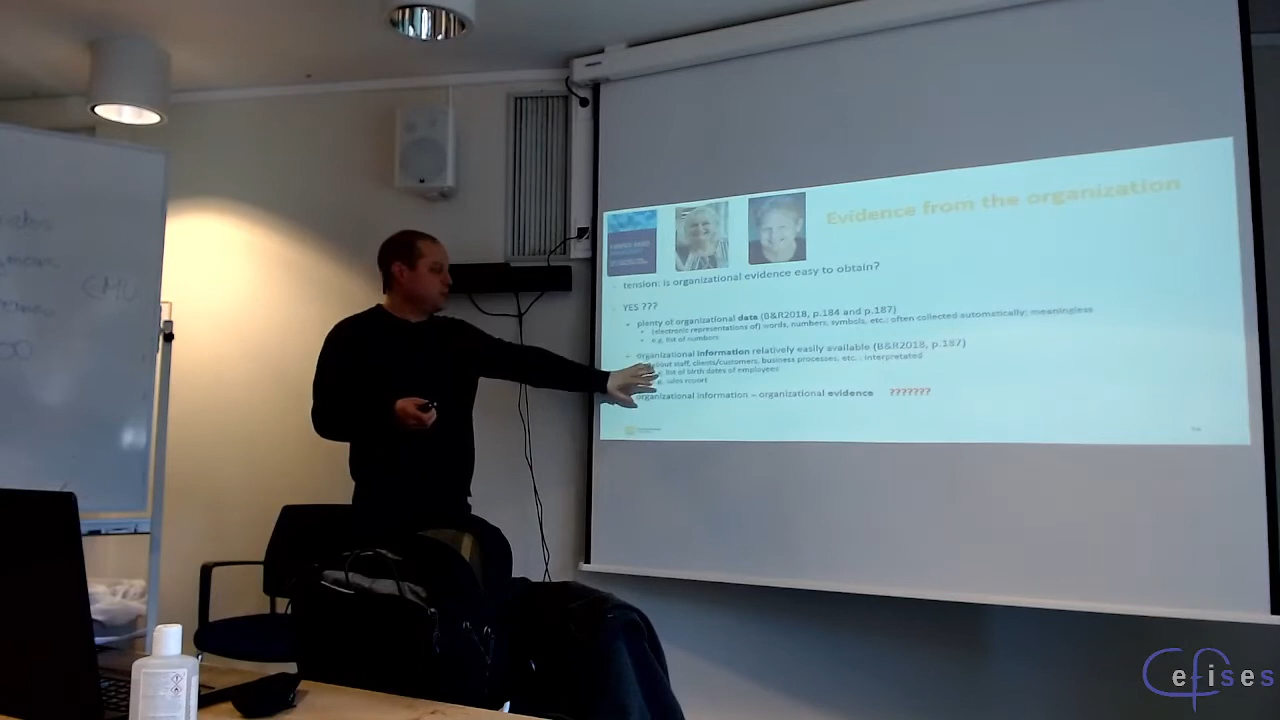 Evidence from the organization
tension: is organizational evidence easy to obtain?
YES ???
plenty of organizational data (B&R2018, p.184 and p.187)
(electronic representations of) words, numbers, symbols, etc.: often collected automatically; meaningless
e.g. list of numbers
organizational information relatively easily available (B&R2018, p.187)
about staff, clients/customers, business processes, etc.: interpretated
list of birth dates of employees
sales report
organizational information – organizational evidence ???????
CMU
efises